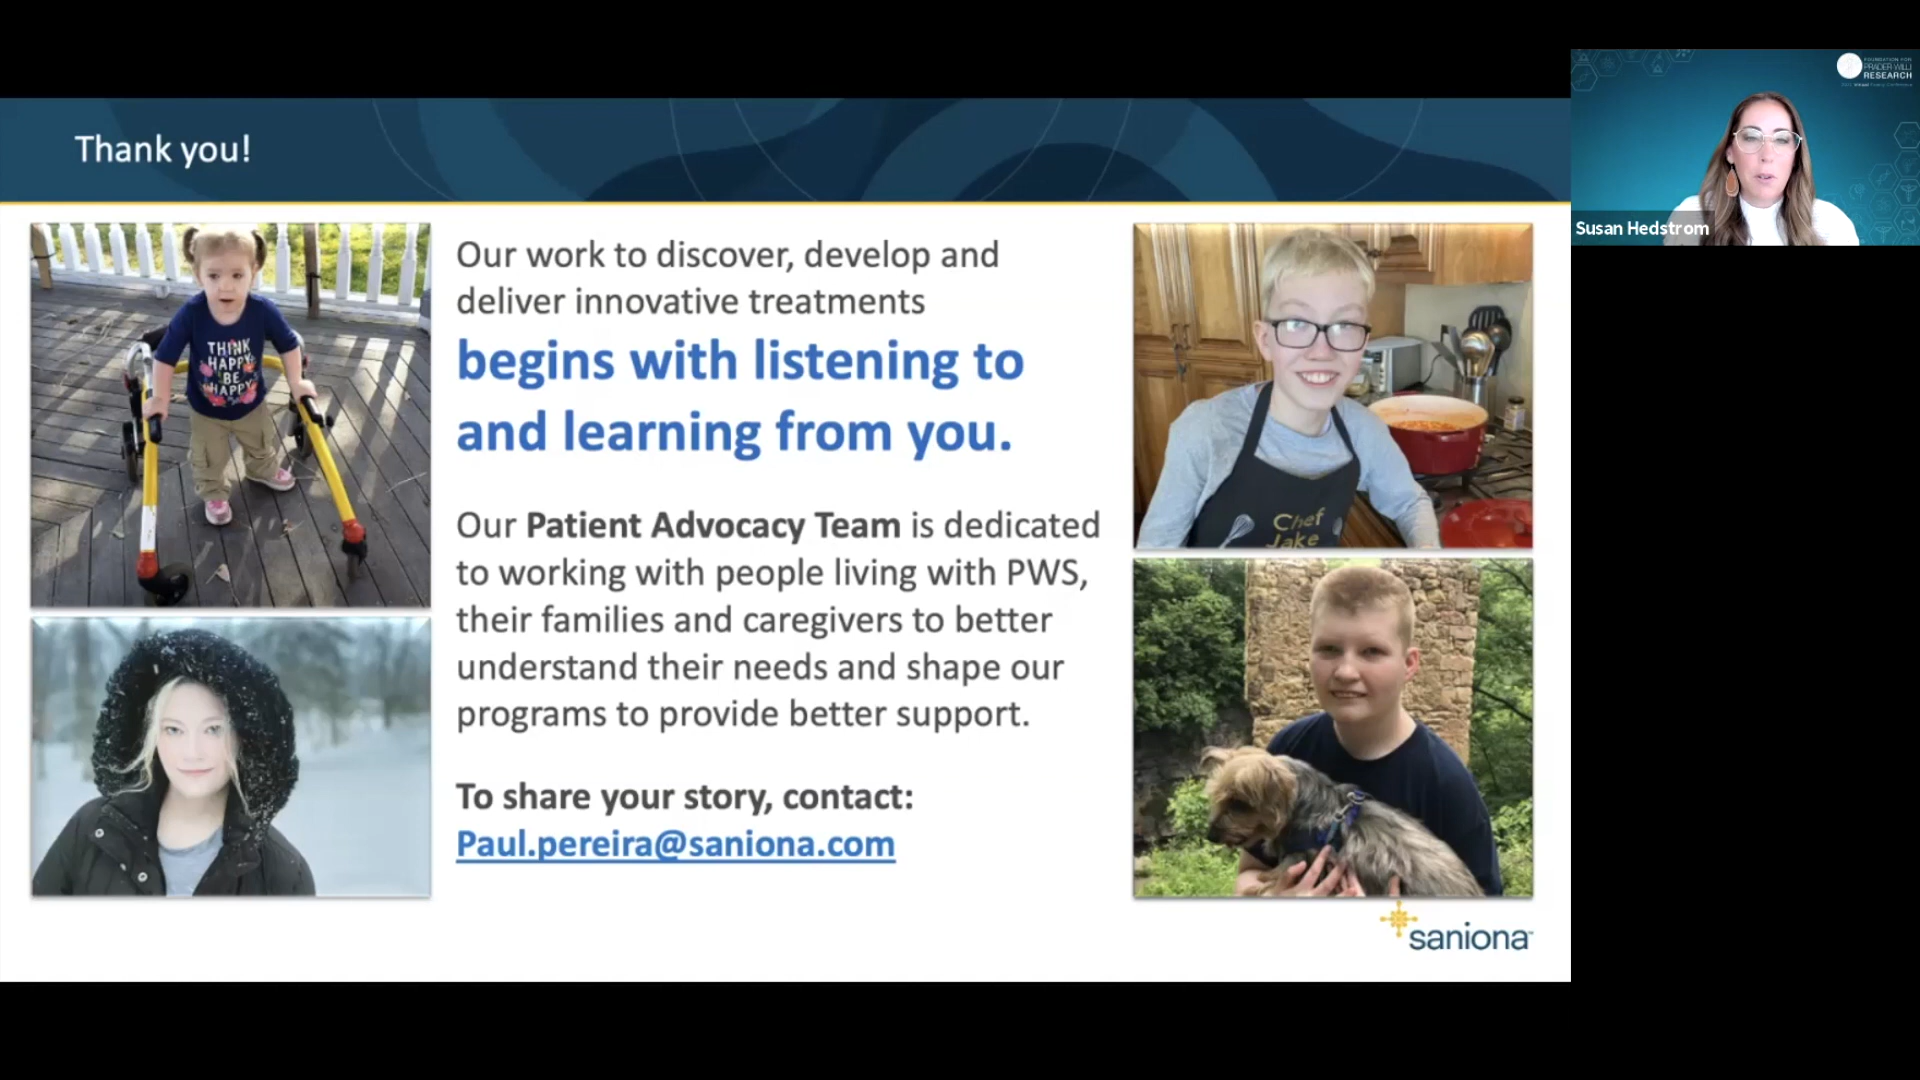 Thank you!
Our work to discover, develop and
deliver innovative treatments
begins with listening to
and learning from you.
Our Patient Advocacy Team is dedicated
to working with people living with PWS,
their families and caregivers to better
understand their needs and shape our
programs to provide better support.
To share your story, contact:
Paul.pereira@saniona.com
THINK
HAPPY
BE
HAPPY
Chef
Jake
saniona
FOUNDATION FOR
PRADER-WILLI
RESEARCH
Susan Hedstrom